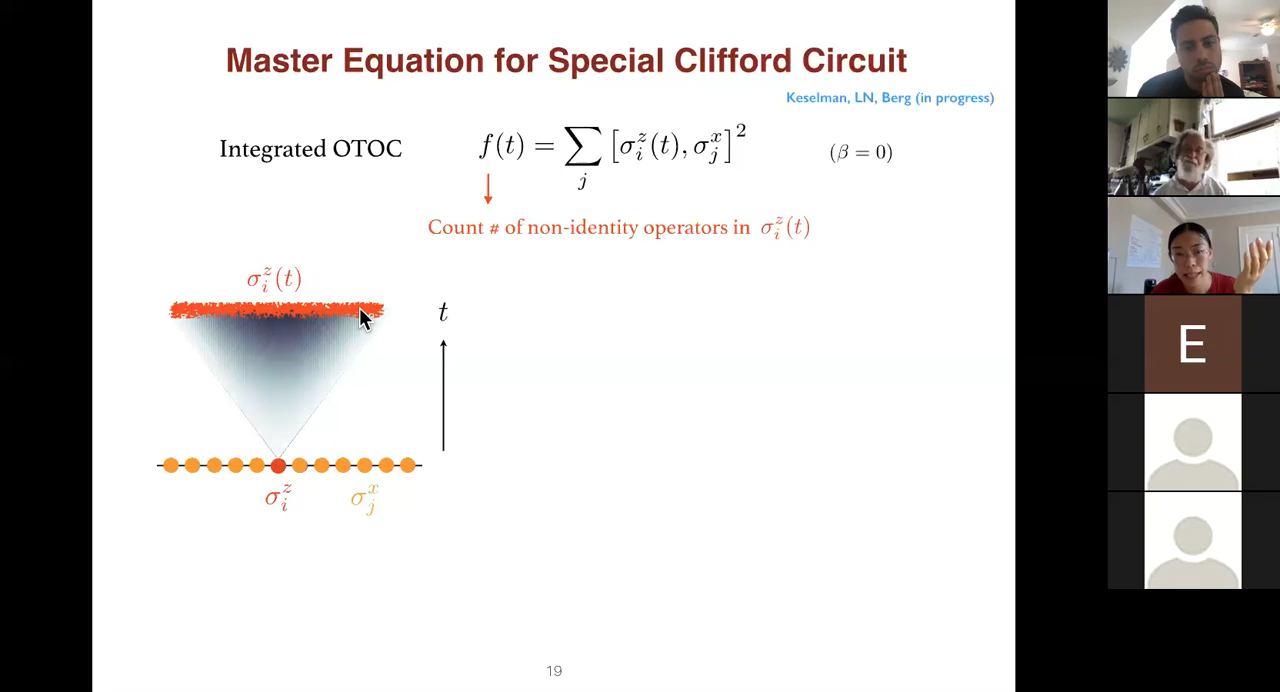 Master Equation for Special Clifford Circuit
Keselman, LN, Berg (in progress)
Integrated OTOC f(t) = ∑_j [σ_i^z(t), σ_j^x]^2 (β = 0)
Count # of non-identity operators in σ_i^z(t)
σ_i^z(t)
t
σ_i^z σ_j^x
19
E